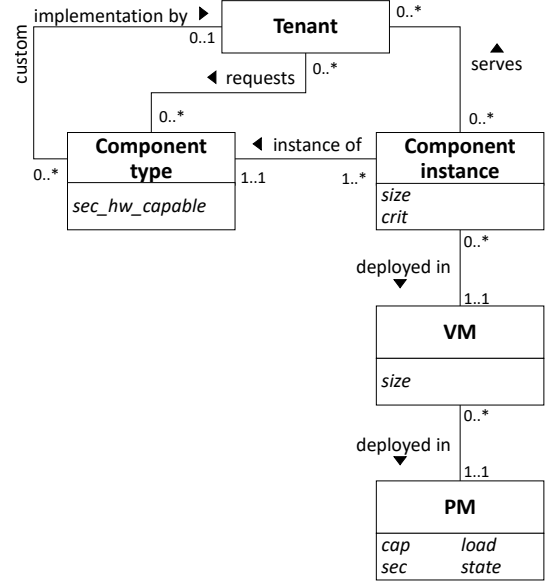 implementation by
custom
0..1
Tenant
0..*
0..*
requests
serves
0..*
0..*
Component
type
0..*
sec_hw_capable
instance of
1..1
1..*
Component
instance
size
crit
0..*
deployed in
1..1
VM
size
0..*
deployed in
1..1
PM
cap load
sec state